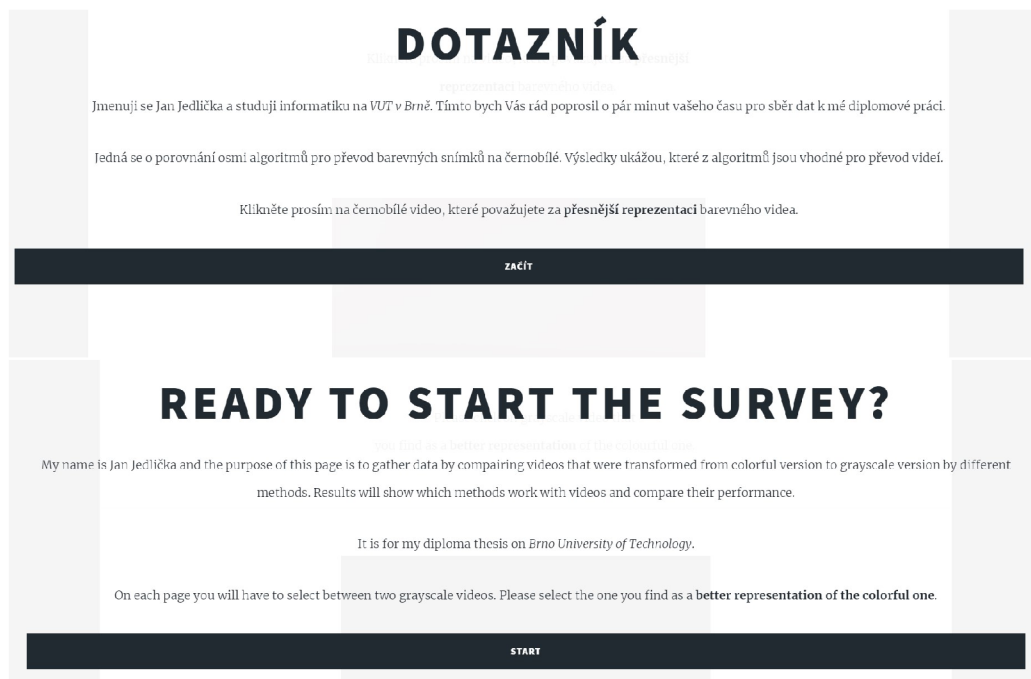 DOTAZNÍK
Jmenuji se Jan Jedlička a studuji informatiku na VUT v Brně. Tímto bych Vás rád poprosil o pár minut vašeho času pro sběr dat k mé diplomové práci.
Jedná se o porovnání osmi algoritmů pro převod barevných snímků na černobílé. Výsledky ukážou, které z algoritmů jsou vhodné pro převod videí.
Klikněte prosím na černobílé video, které považujete za přesnější reprezentaci barevného videa.
ZAČÍT
READY TO START THE SURVEY?
My name is Jan Jedlička and the purpose of this page is to gather data by compairing videos that were transformed from colorful version to grayscale version by different
methods. Results will show which methods work with videos and compare their performance.
It is for my diploma thesis on Brno University of Technology.
On each page you will have to select between two grayscale videos. Please select the one you find as a better representation of the colorful one.
START